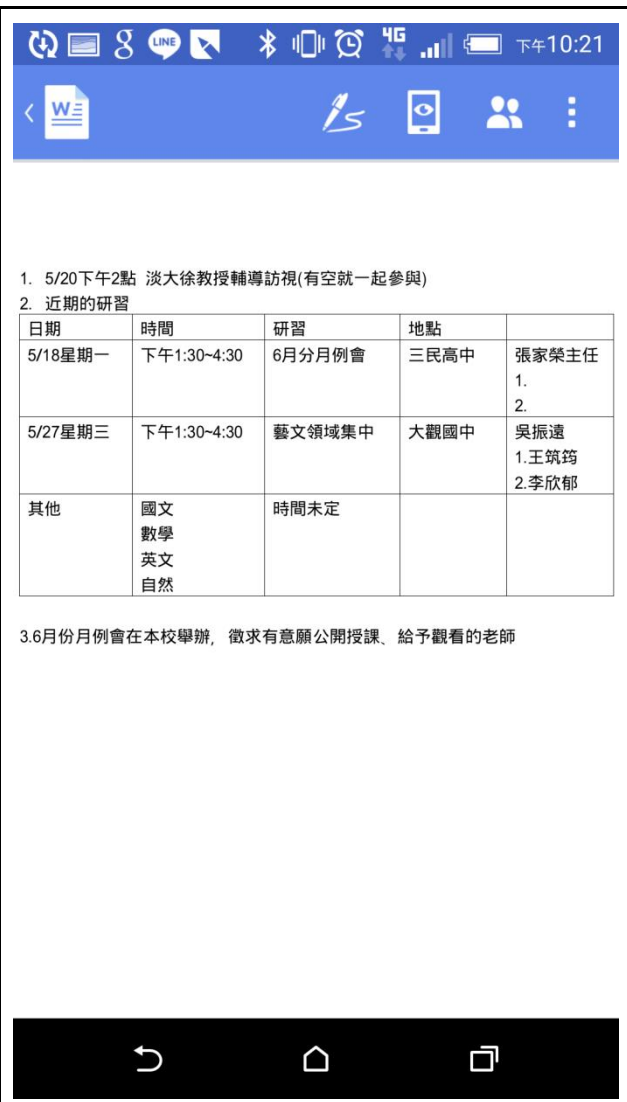 8 LINE 4G 下午10:21
W
1. 5/20下午2點 淡大徐教授輔導訪視(有空就一起參與)
2. 近期的研習
日期 時間 研習 地點
5/18星期一 下午1:30~4:30 6月分月例會 三民高中 張家榮主任
1.
2.
5/27星期三 下午1:30~4:30 藝文領域集中 大觀國中 吳振遠
1.王筑筠
2.李欣郁
其他 國文 時間未定
數學
英文
自然
3.6月份月例會在本校舉辦，徵求有意願公開授課、給予觀看的老師